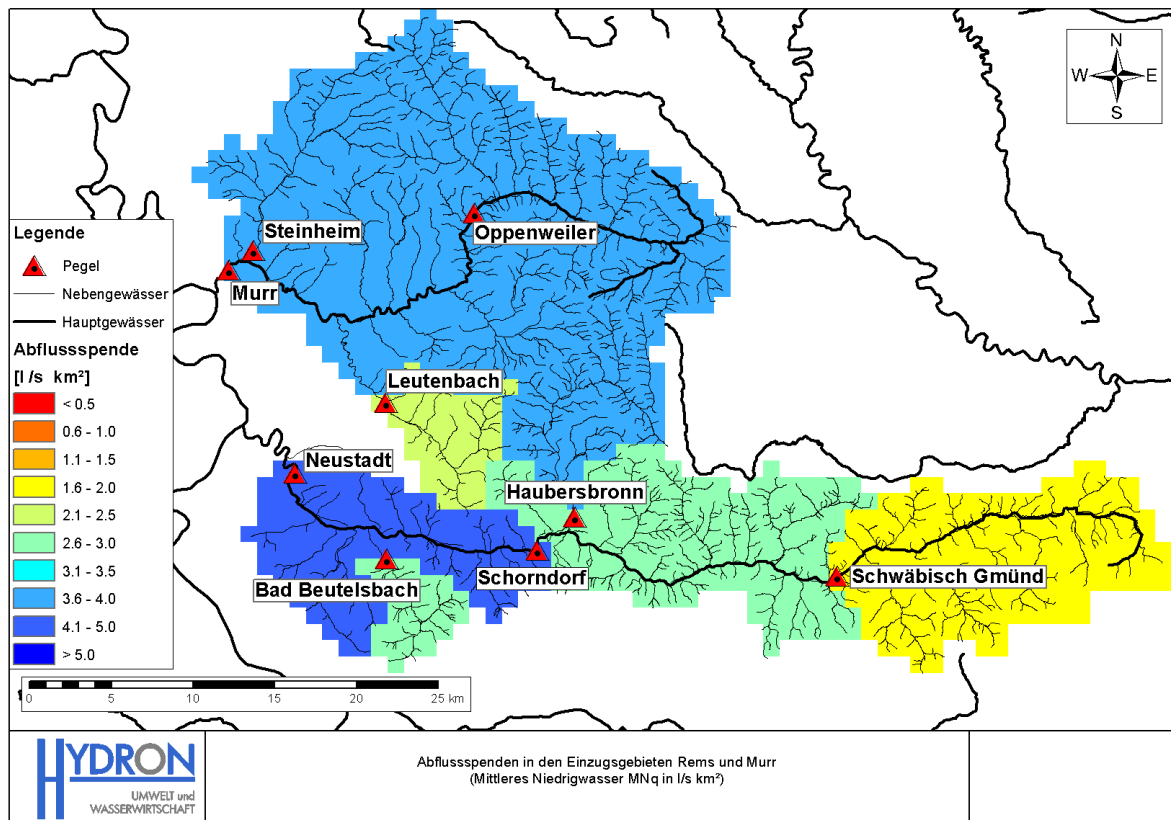 N
W
E
S
Steinheim
Oppenweiler
Murr
Leutenbach
Neustadt
Haubersbronn
Schorndorf
Bad Beutelsbach
Schwäbisch Gmünd
Legende
Pegel
Nebengewässer
Hauptgewässer
Abflussspende
[l /s km²]
< 0.5
0.6 - 1.0
1.1 - 1.5
1.6 - 2.0
2.1 - 2.5
2.6 - 3.0
3.1 - 3.5
3.6 - 4.0
4.1 - 5.0
> 5.0
0 5 10 15 20 25 km
HYDRON
UMWELT und
WASSERWIRTSCHAFT
Abflussspenden in den Einzugsgebieten Rems und Murr
(Mittleres Niedrigwasser MNq in l/s km²)